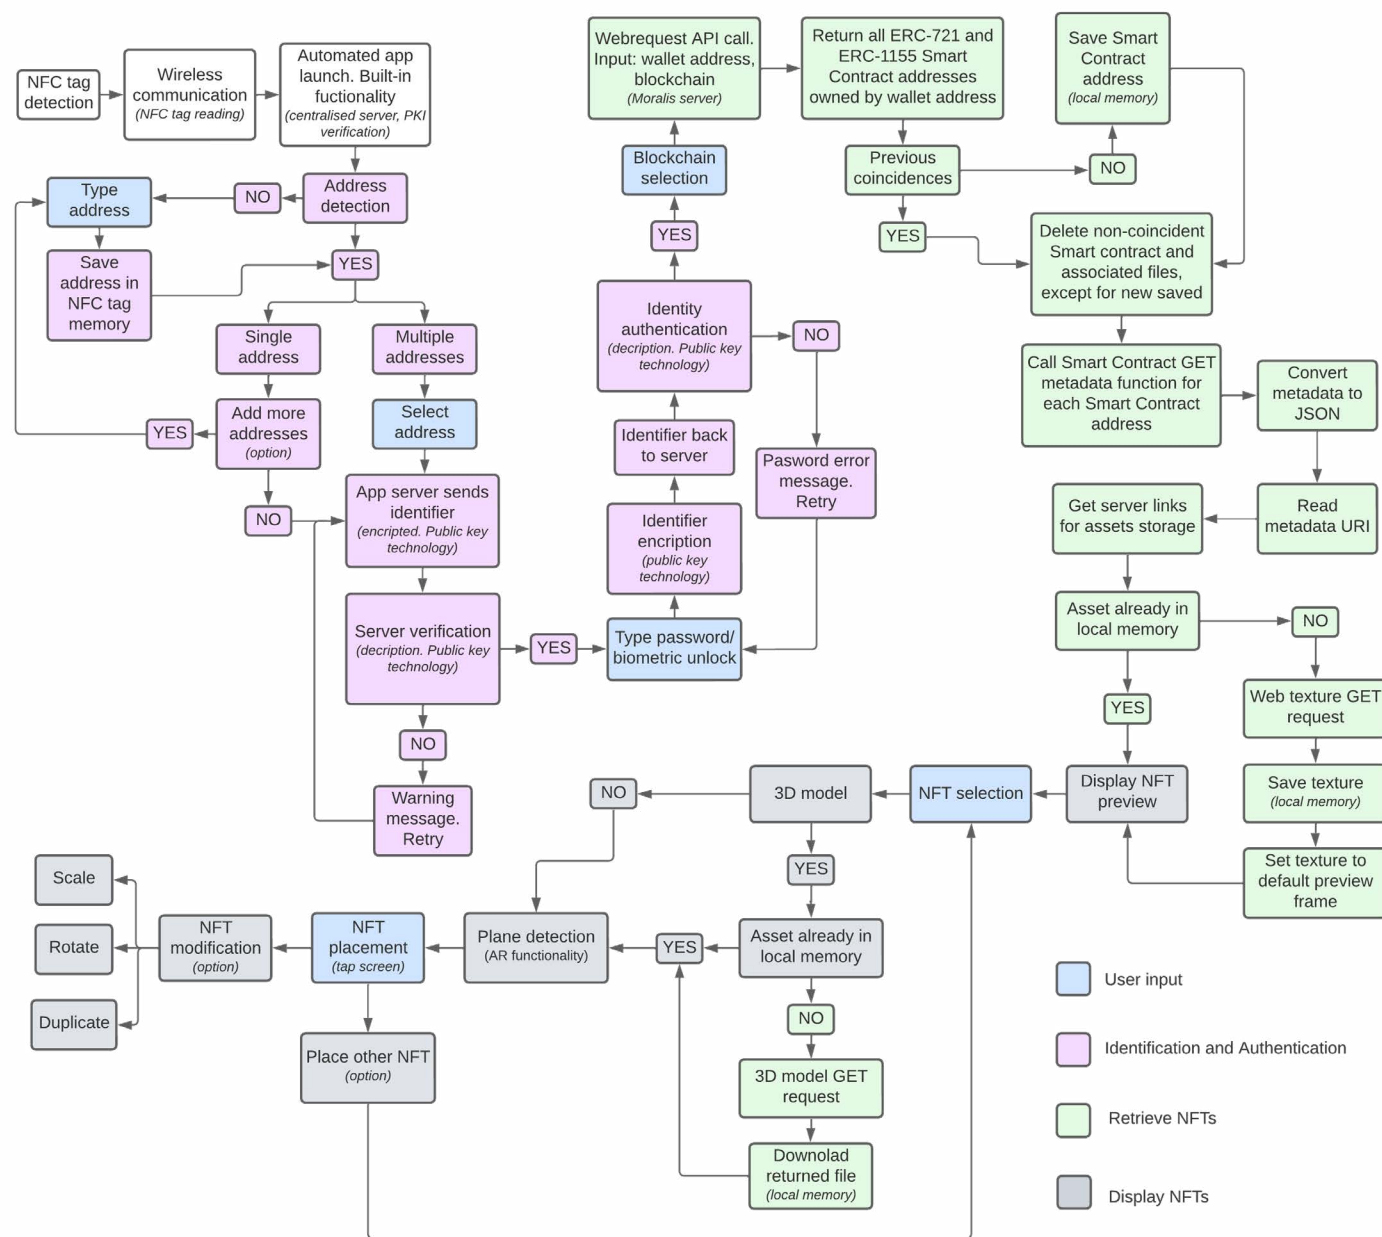 NFC tag
detection
Wireless
communication
(NFC tag reading)
Automated app
launch. Built-in
fuctionality
(centralised server, PKI
verification)
Address
detection
NO
Type
address
Save
address in
NFC tag
memory
YES
Single
address
Multiple
addresses
Add more
addresses
(option)
YES
NO
Select
address
App server sends
identifier
(encripted. Public key
technology)
Server verification
(decription. Public key
technology)
YES
NO
Warning
message.
Retry
Type password/
biometric unlock
Identifier
encription
(public key
technology)
Identifier back
to server
Identity
authentication
(decription. Public key
technology)
NO
Pasword error
message.
Retry
YES
Blockchain
selection
Webrequest API call.
Input: wallet address,
blockchain
(Moralis server)
Return all ERC-721 and
ERC-1155 Smart
Contract addresses
owned by wallet address
Previous
coincidences
NO
Save Smart
Contract
address
(local memory)
YES
Delete non-coincident
Smart contract and
associated files,
except for new saved
Call Smart Contract GET
metadata function for
each Smart Contract
address
Convert
metadata to
JSON
Read
metadata URI
Get server links
for assets storage
Asset already in
local memory
NO
YES
Web texture GET
request
Save texture
(local memory)
Set texture to
default preview
frame
Display NFT
preview
NFT selection
3D model
NO
YES
Asset already in
local memory
YES
NO
3D model GET
request
Downolad
returned file
(local memory)
Plane detection
(AR functionality)
NFT
placement
(tap screen)
NFT
modification
(option)
Scale
Rotate
Duplicate
Place other NFT
(option)
User input
Identification and Authentication
Retrieve NFTs
Display NFTs